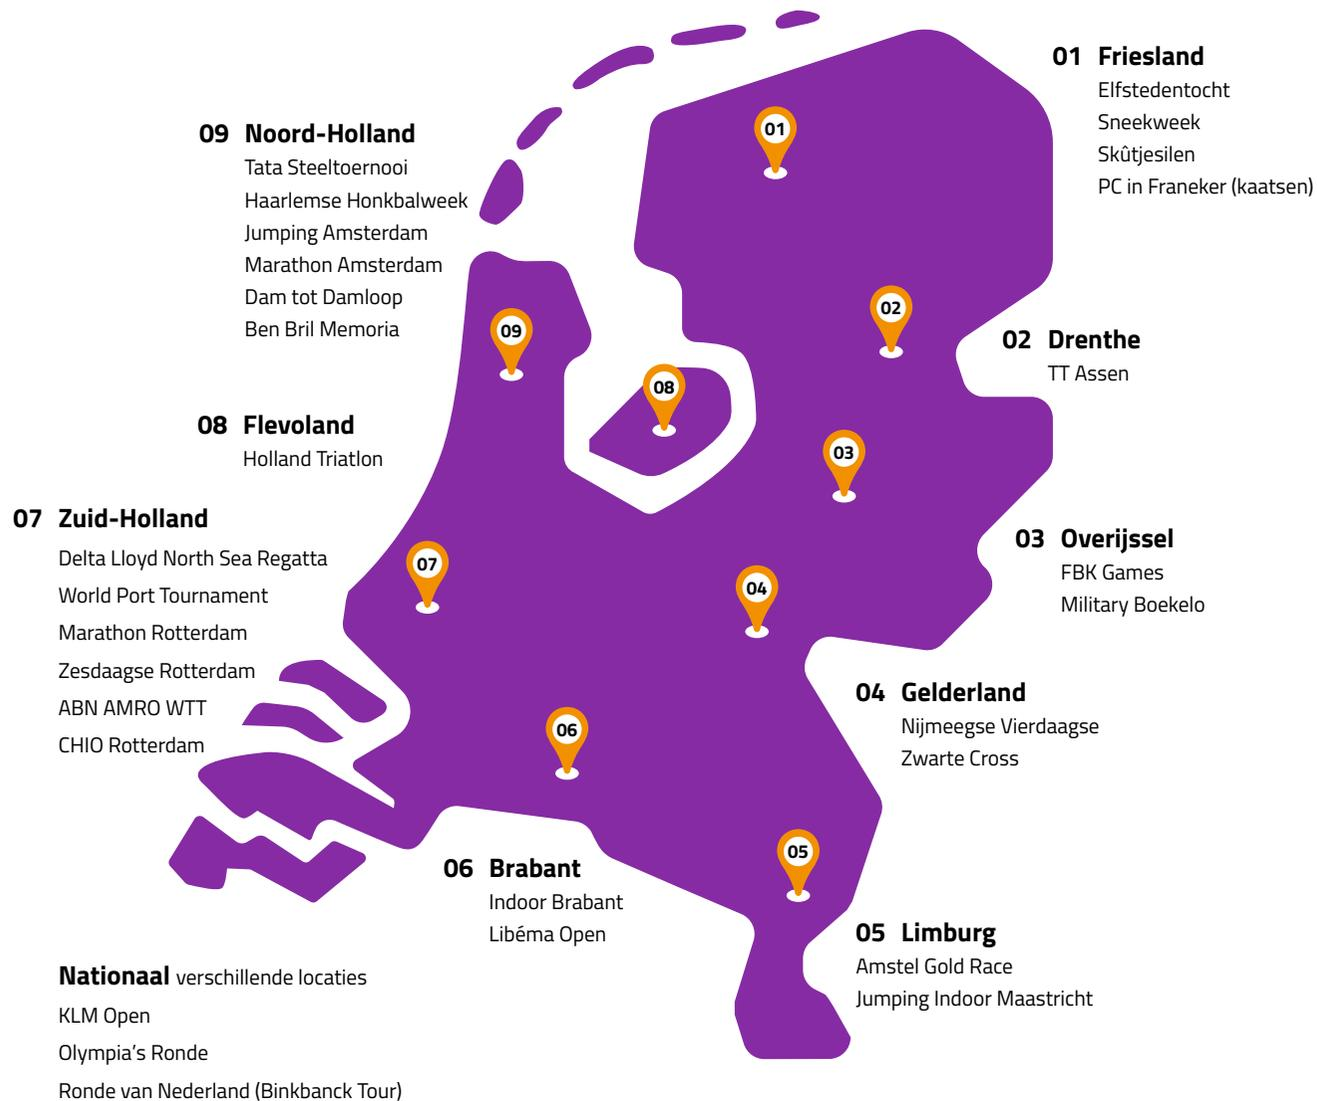 01 Friesland
Elfstedentocht
Sneekweek
Skûtjesilen
PC in Franeker (kaatsen)
09 Noord-Holland
Tata Steeltoernooi
Haarlemse Honkbalweek
Jumping Amsterdam
Marathon Amsterdam
Dam tot Damloop
Ben Bril Memoria
02 Drenthe
TT Assen
08 Flevoland
Holland Triatlon
07 Zuid-Holland
Delta Lloyd North Sea Regatta
World Port Tournament
Marathon Rotterdam
Zesdaagse Rotterdam
ABN AMRO WTT
CHIO Rotterdam
03 Overijssel
FBK Games
Military Boekelo
04 Gelderland
Nijmeegse Vierdaagse
Zwarte Cross
06 Brabant
Indoor Brabant
Libéma Open
05 Limburg
Amstel Gold Race
Jumping Indoor Maastricht
Nationaal verschillende locaties
KLM Open
Olympia's Ronde
Ronde van Nederland (Binkbanck Tour)
01
02
09
08
03
07
04
06
05